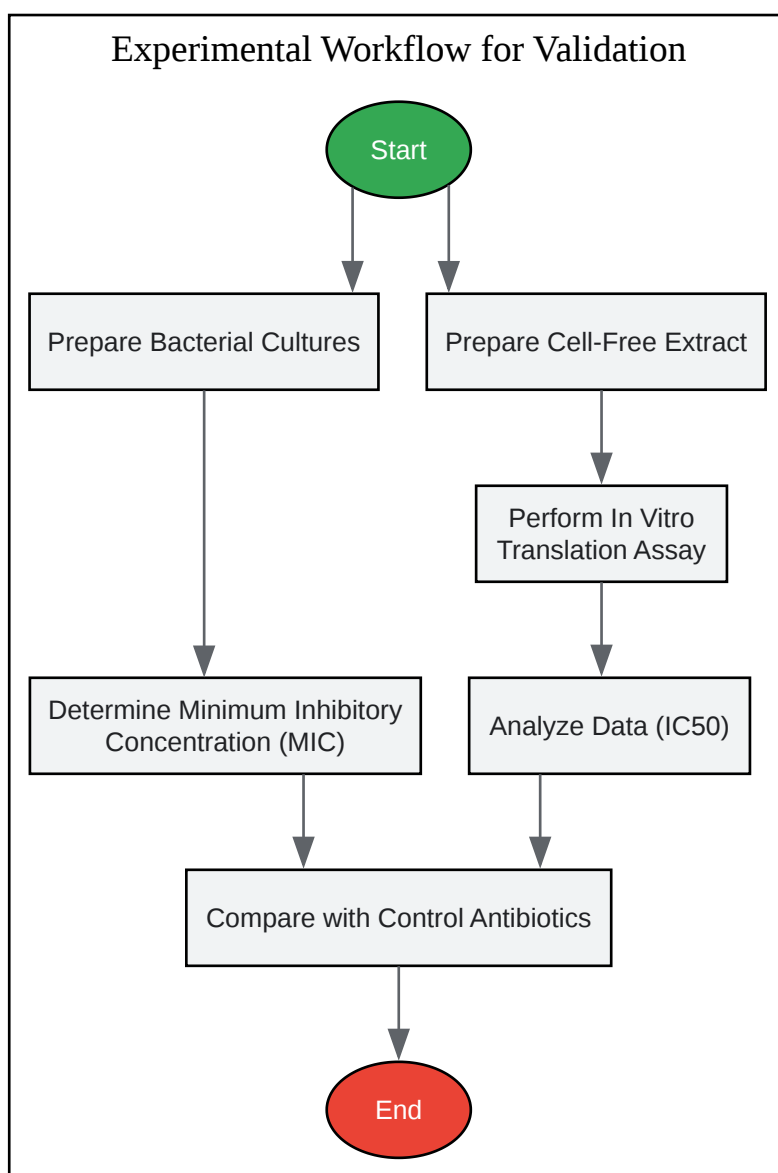 Experimental Workflow for Validation
Start
Prepare Bacterial Cultures
Prepare Cell-Free Extract
Perform In Vitro
Translation Assay
Determine Minimum Inhibitory
Concentration (MIC)
Analyze Data (IC50)
Compare with Control Antibiotics
End